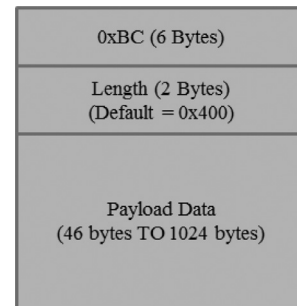 0xBC (6 Bytes)
Length (2 Bytes)
(Default = 0x400)
Payload Data
(46 bytes TO 1024 bytes)